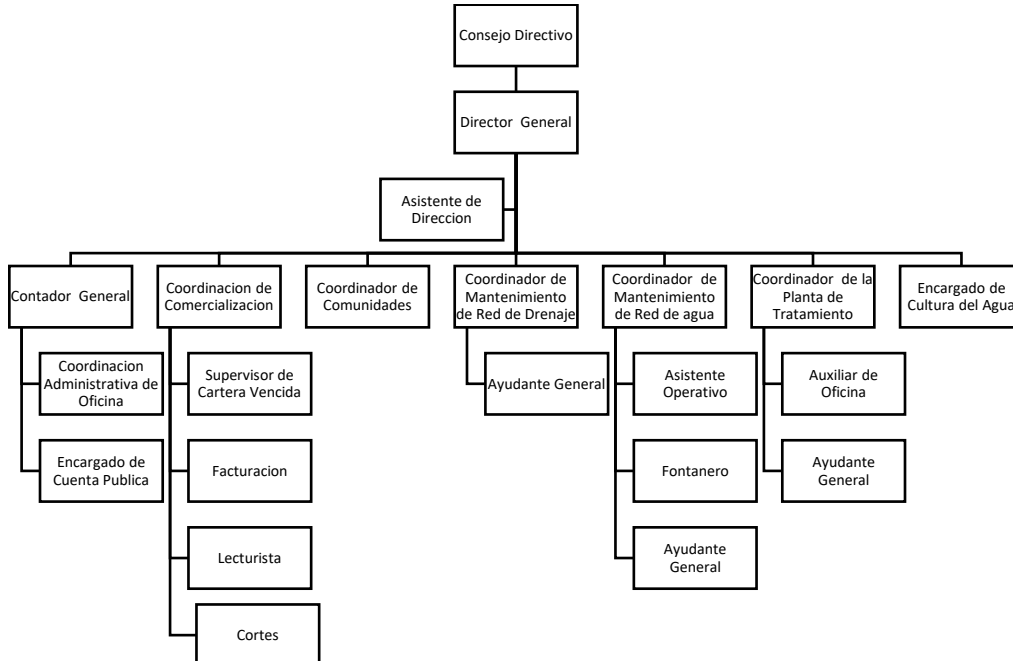 Consejo Directivo
Director General
Asistente de
Direccion
Contador General
Coordinacion de
Comercializacion
Coordinador de
Comunidades
Coordinador de
Mantenimiento
de Red de Drenaje
Coordinador de
Mantenimiento
de Red de agua
Coordinador de la
Planta de
Tratamiento
Encargado de
Cultura del Agua
Coordinacion
Administrativa de
Oficina
Supervisor de
Cartera Vencida
Ayudante General
Asistente
Operativo
Auxiliar de
Oficina
Encargado de
Cuenta Publica
Facturacion
Fontanero
Ayudante
General
Lecturista
Ayudante
General
Cortes